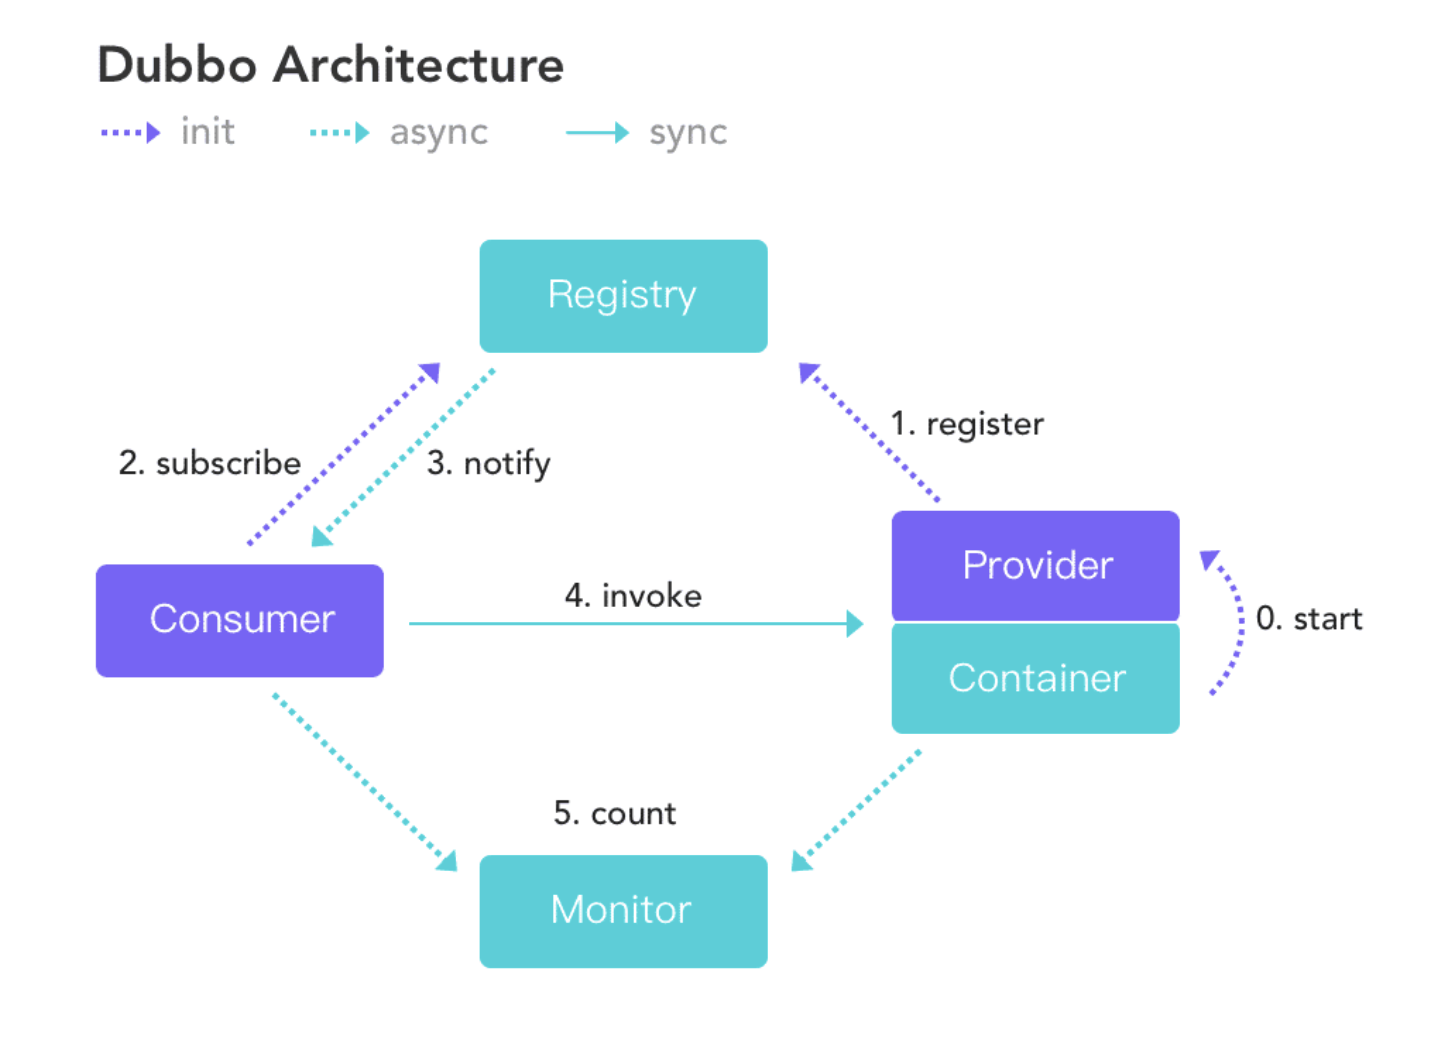 Dubbo Architecture
init async sync
Registry
1. register
2. subscribe
3. notify
Provider
4. invoke
Consumer
0. start
Container
5. count
Monitor